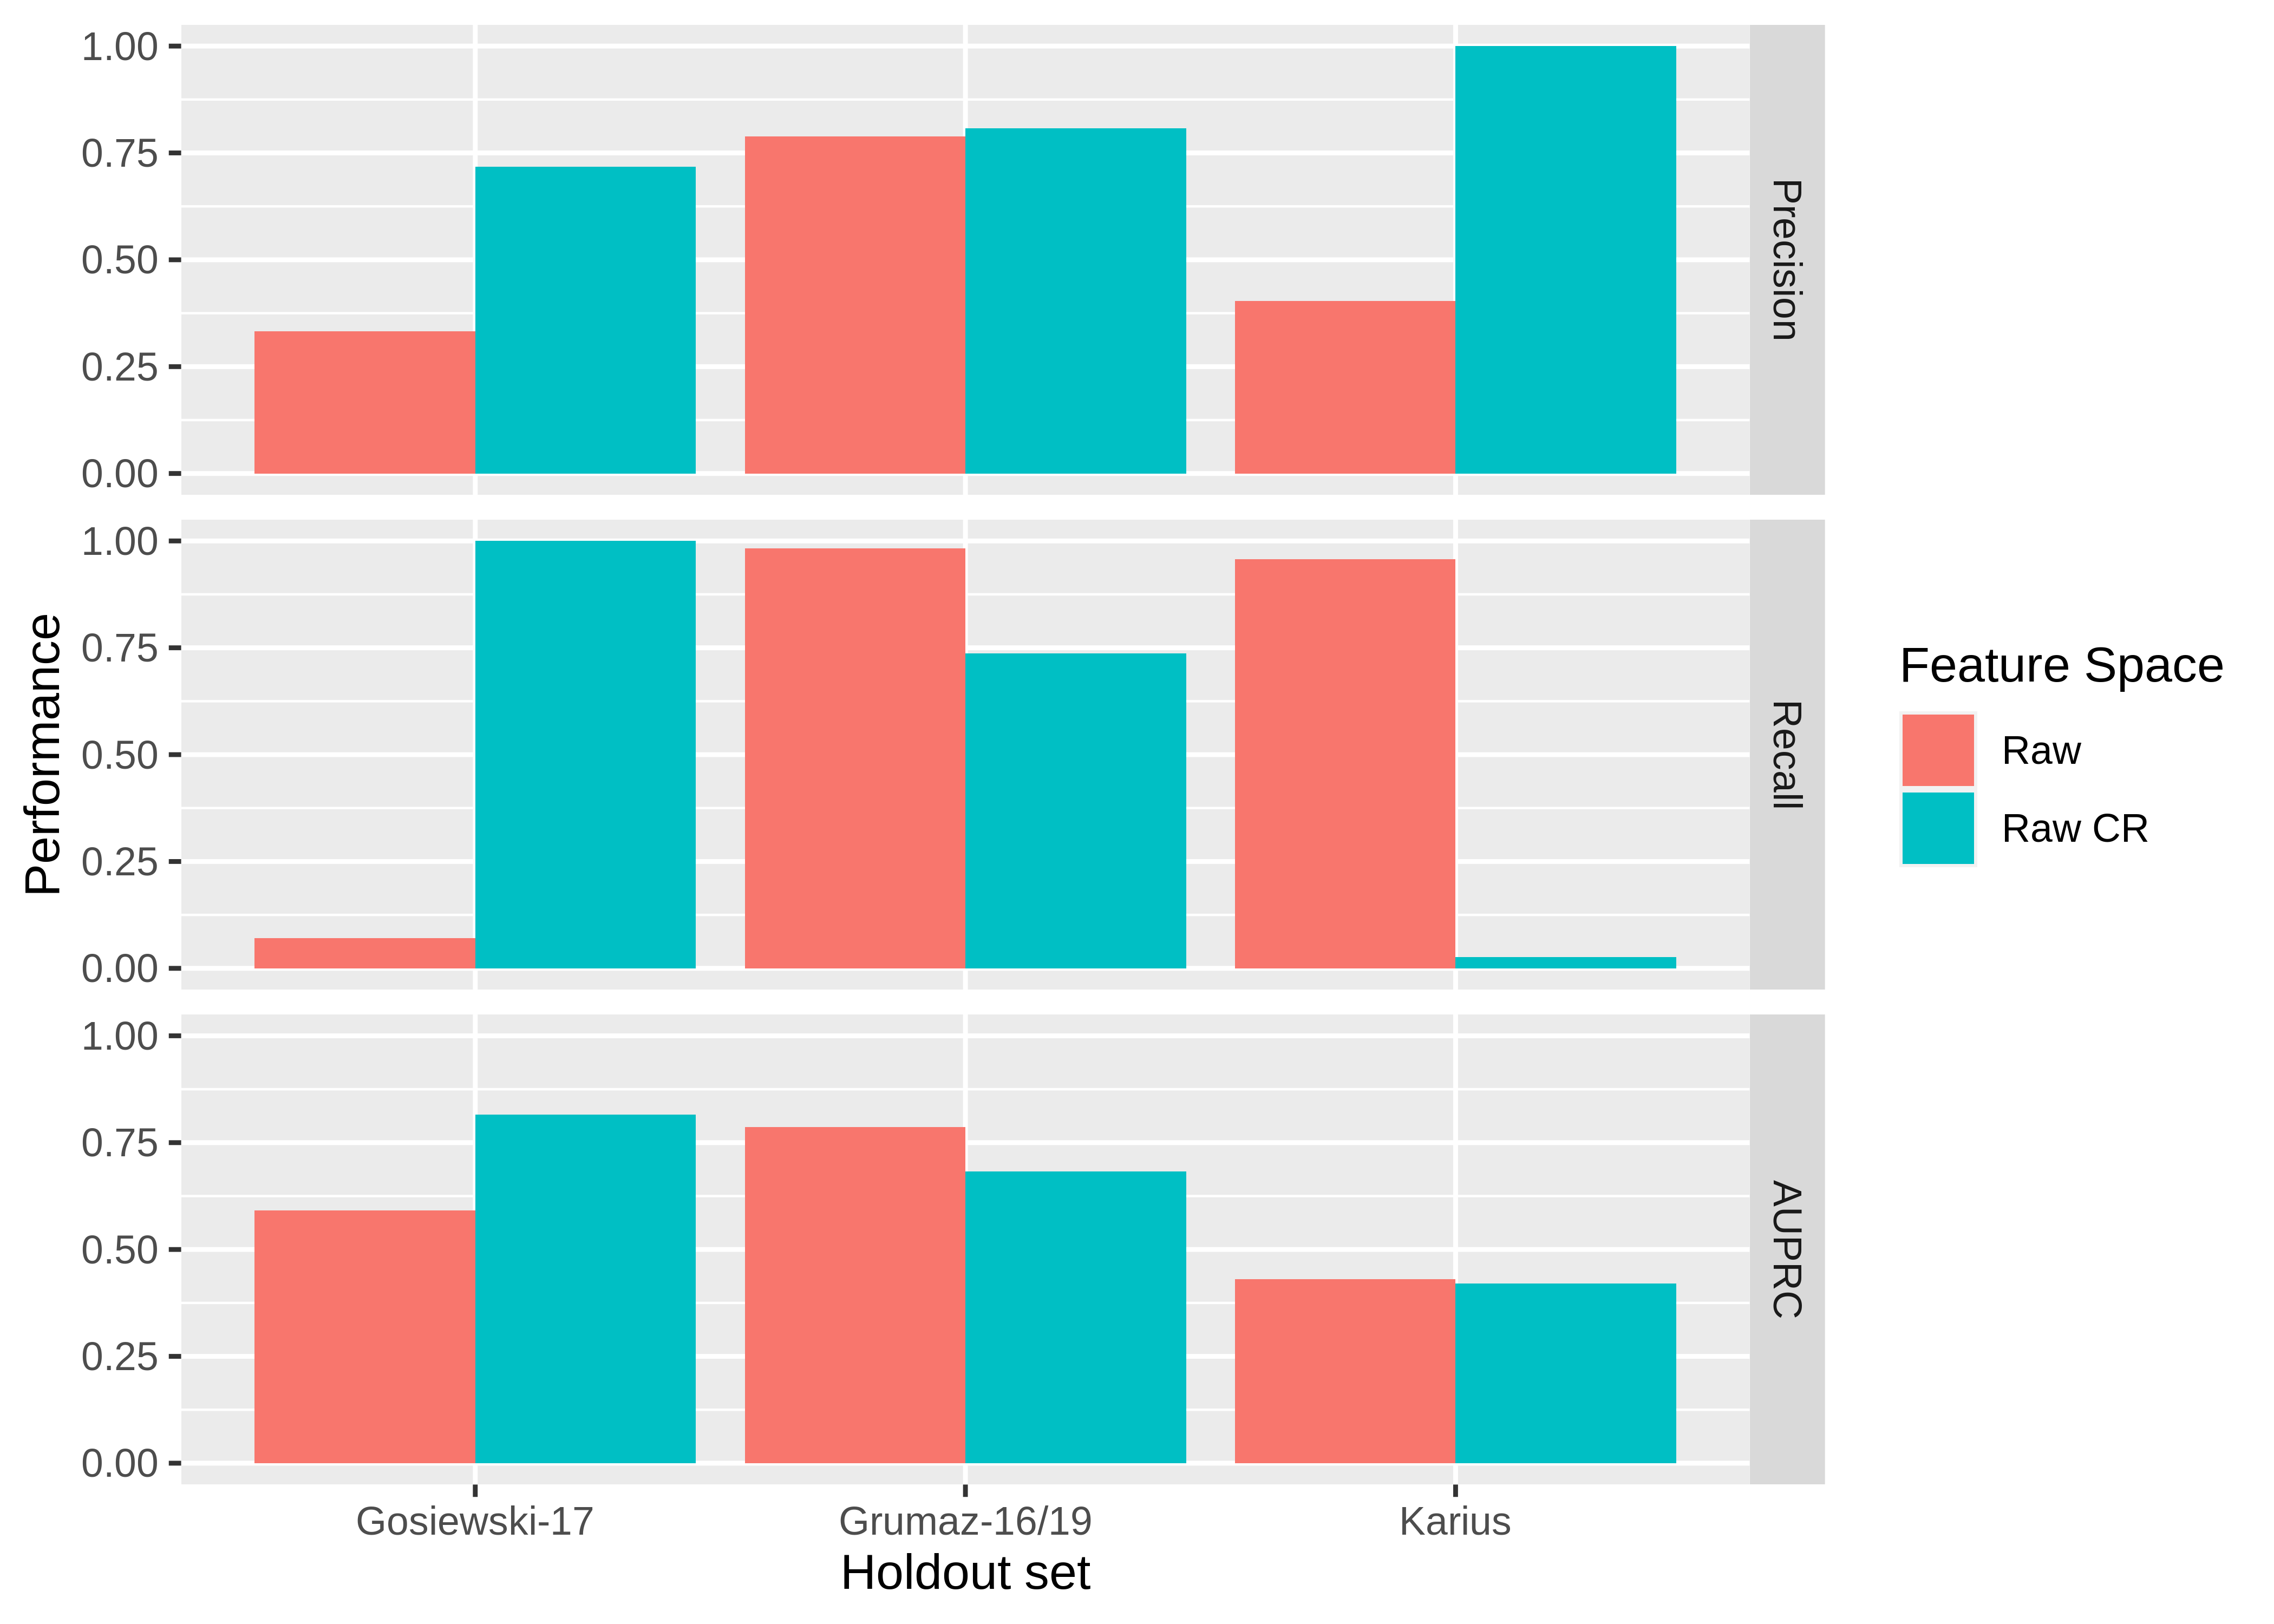 1.00
0.75
0.50
0.25
0.00
Precision
1.00
0.75
0.50
0.25
0.00
Recall
1.00
0.75
0.50
0.25
0.00
AUPRC
Performance
Gosiewski-17
Grumaz-16/19
Karius
Holdout set
Feature Space
Raw
Raw CR